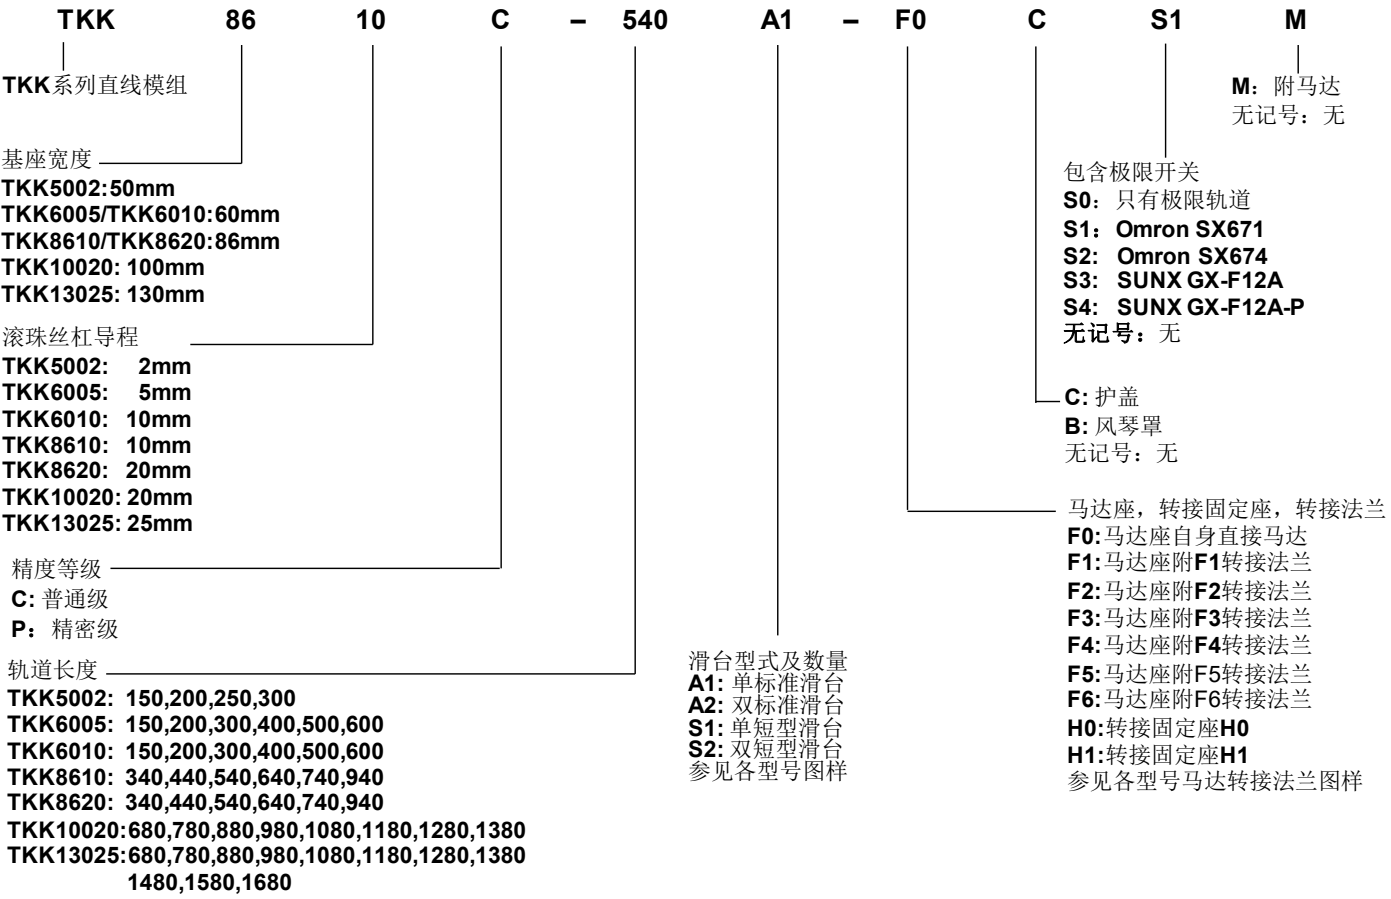 TKK 86 10 C – 540 A1 – F0 C S1 M
TKK系列直线模组
基座宽度
TKK5002:50mm
TKK6005/TKK6010:60mm
TKK8610/TKK8620:86mm
TKK10020: 100mm
TKK13025: 130mm
滚珠丝杠导程
TKK5002: 2mm
TKK6005: 5mm
TKK6010: 10mm
TKK8610: 10mm
TKK8620: 20mm
TKK10020: 20mm
TKK13025: 25mm
精度等级
C: 普通级
P：精密级
轨道长度
TKK5002: 150,200,250,300
TKK6005: 150,200,300,400,500,600
TKK6010: 150,200,300,400,500,600
TKK8610: 340,440,540,640,740,940
TKK8620: 340,440,540,640,740,940
TKK10020:680,780,880,980,1080,1180,1280,1380
TKK13025:680,780,880,980,1080,1180,1280,1380
1480,1580,1680
滑台型式及数量
A1: 单标准滑台
A2: 双标准滑台
S1: 单短型滑台
S2: 双短型滑台
参见各型号图样
M：附马达
无记号：无
包含极限开关
S0：只有极限轨道
S1：Omron SX671
S2: Omron SX674
S3: SUNX GX-F12A
S4: SUNX GX-F12A-P
无记号：无
C: 护盖
B: 风琴罩
无记号：无
马达座，转接固定座，转接法兰
F0:马达座自身直接马达
F1:马达座附F1转接法兰
F2:马达座附F2转接法兰
F3:马达座附F3转接法兰
F4:马达座附F4转接法兰
F5:马达座附F5转接法兰
F6:马达座附F6转接法兰
H0:转接固定座H0
H1:转接固定座H1
参见各型号马达转接法兰图样